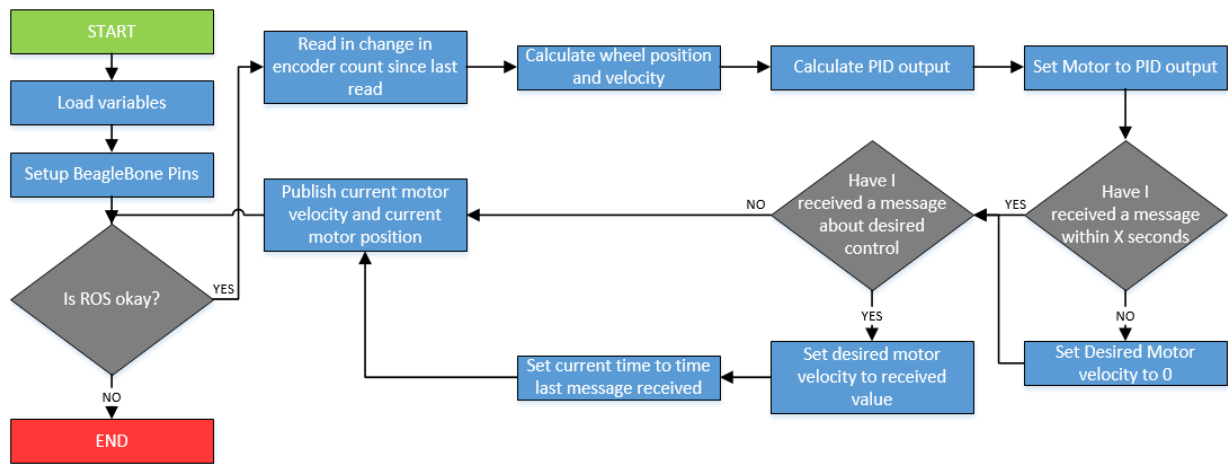 START
Load variables
Setup BeagleBone Pins
Is ROS okay?
YES
NO
END
Read in change in
encoder count since last
read
Calculate wheel position
and velocity
Calculate PID output
Set Motor to PID output
Have I
received a message
within X seconds
YES
NO
Set Desired Motor
velocity to 0
Have I
received a message
about desired
control
NO
YES
Set desired motor
velocity to received
value
Set current time to time
last message received
Publish current motor
velocity and current
motor position